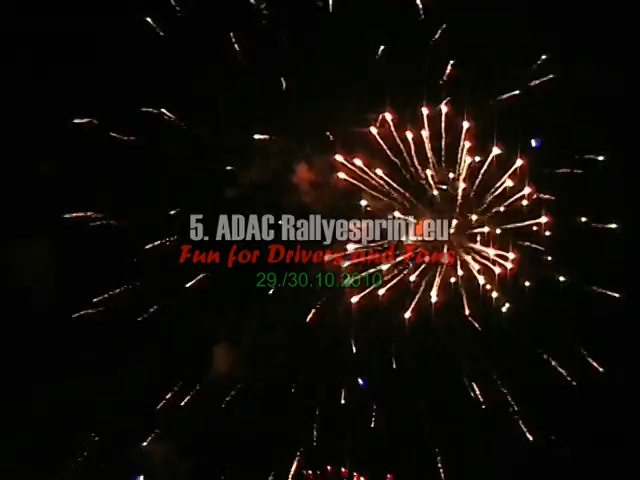 5. ADAC Rallyesprint.eu
Fun for Drivers and Fans
29./30.10.2010